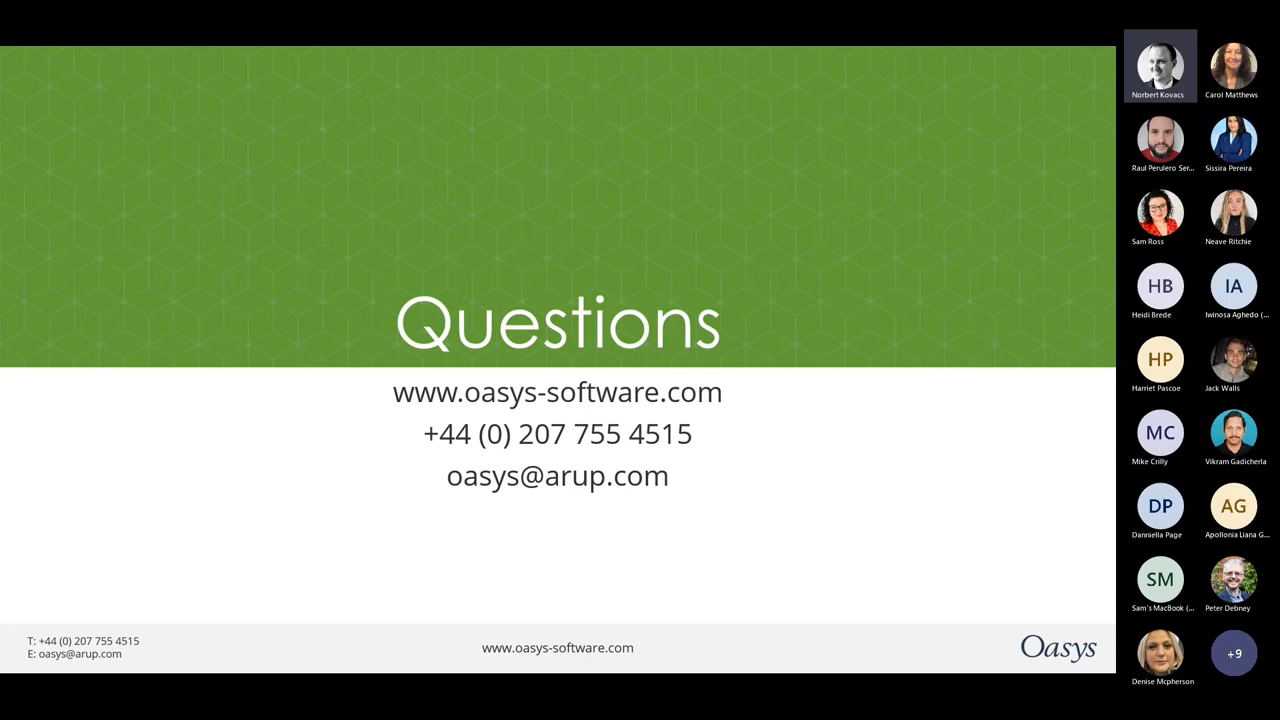 Questions
www.oasys-software.com
+44 (0) 207 755 4515
oasys@arup.com
T: +44 (0) 207 755 4515
E: oasys@arup.com
www.oasys-software.com
Oasys
Norbert Kovacs
Carol Matthews
Raul Perulero Ser...
Sissira Pereira
Sam Ross
Neave Ritchie
HB
IA
Heidi Brede
Iwinosa Aghedo (...
HP
Harriet Pascoe
Jack Walls
MC
Mike Crilly
Vikram Gadicherla
DP
AG
Danniella Page
Apollonia Liana G...
SM
Sam's MacBook (...
Peter Debney
Denise Mcpherson
+9